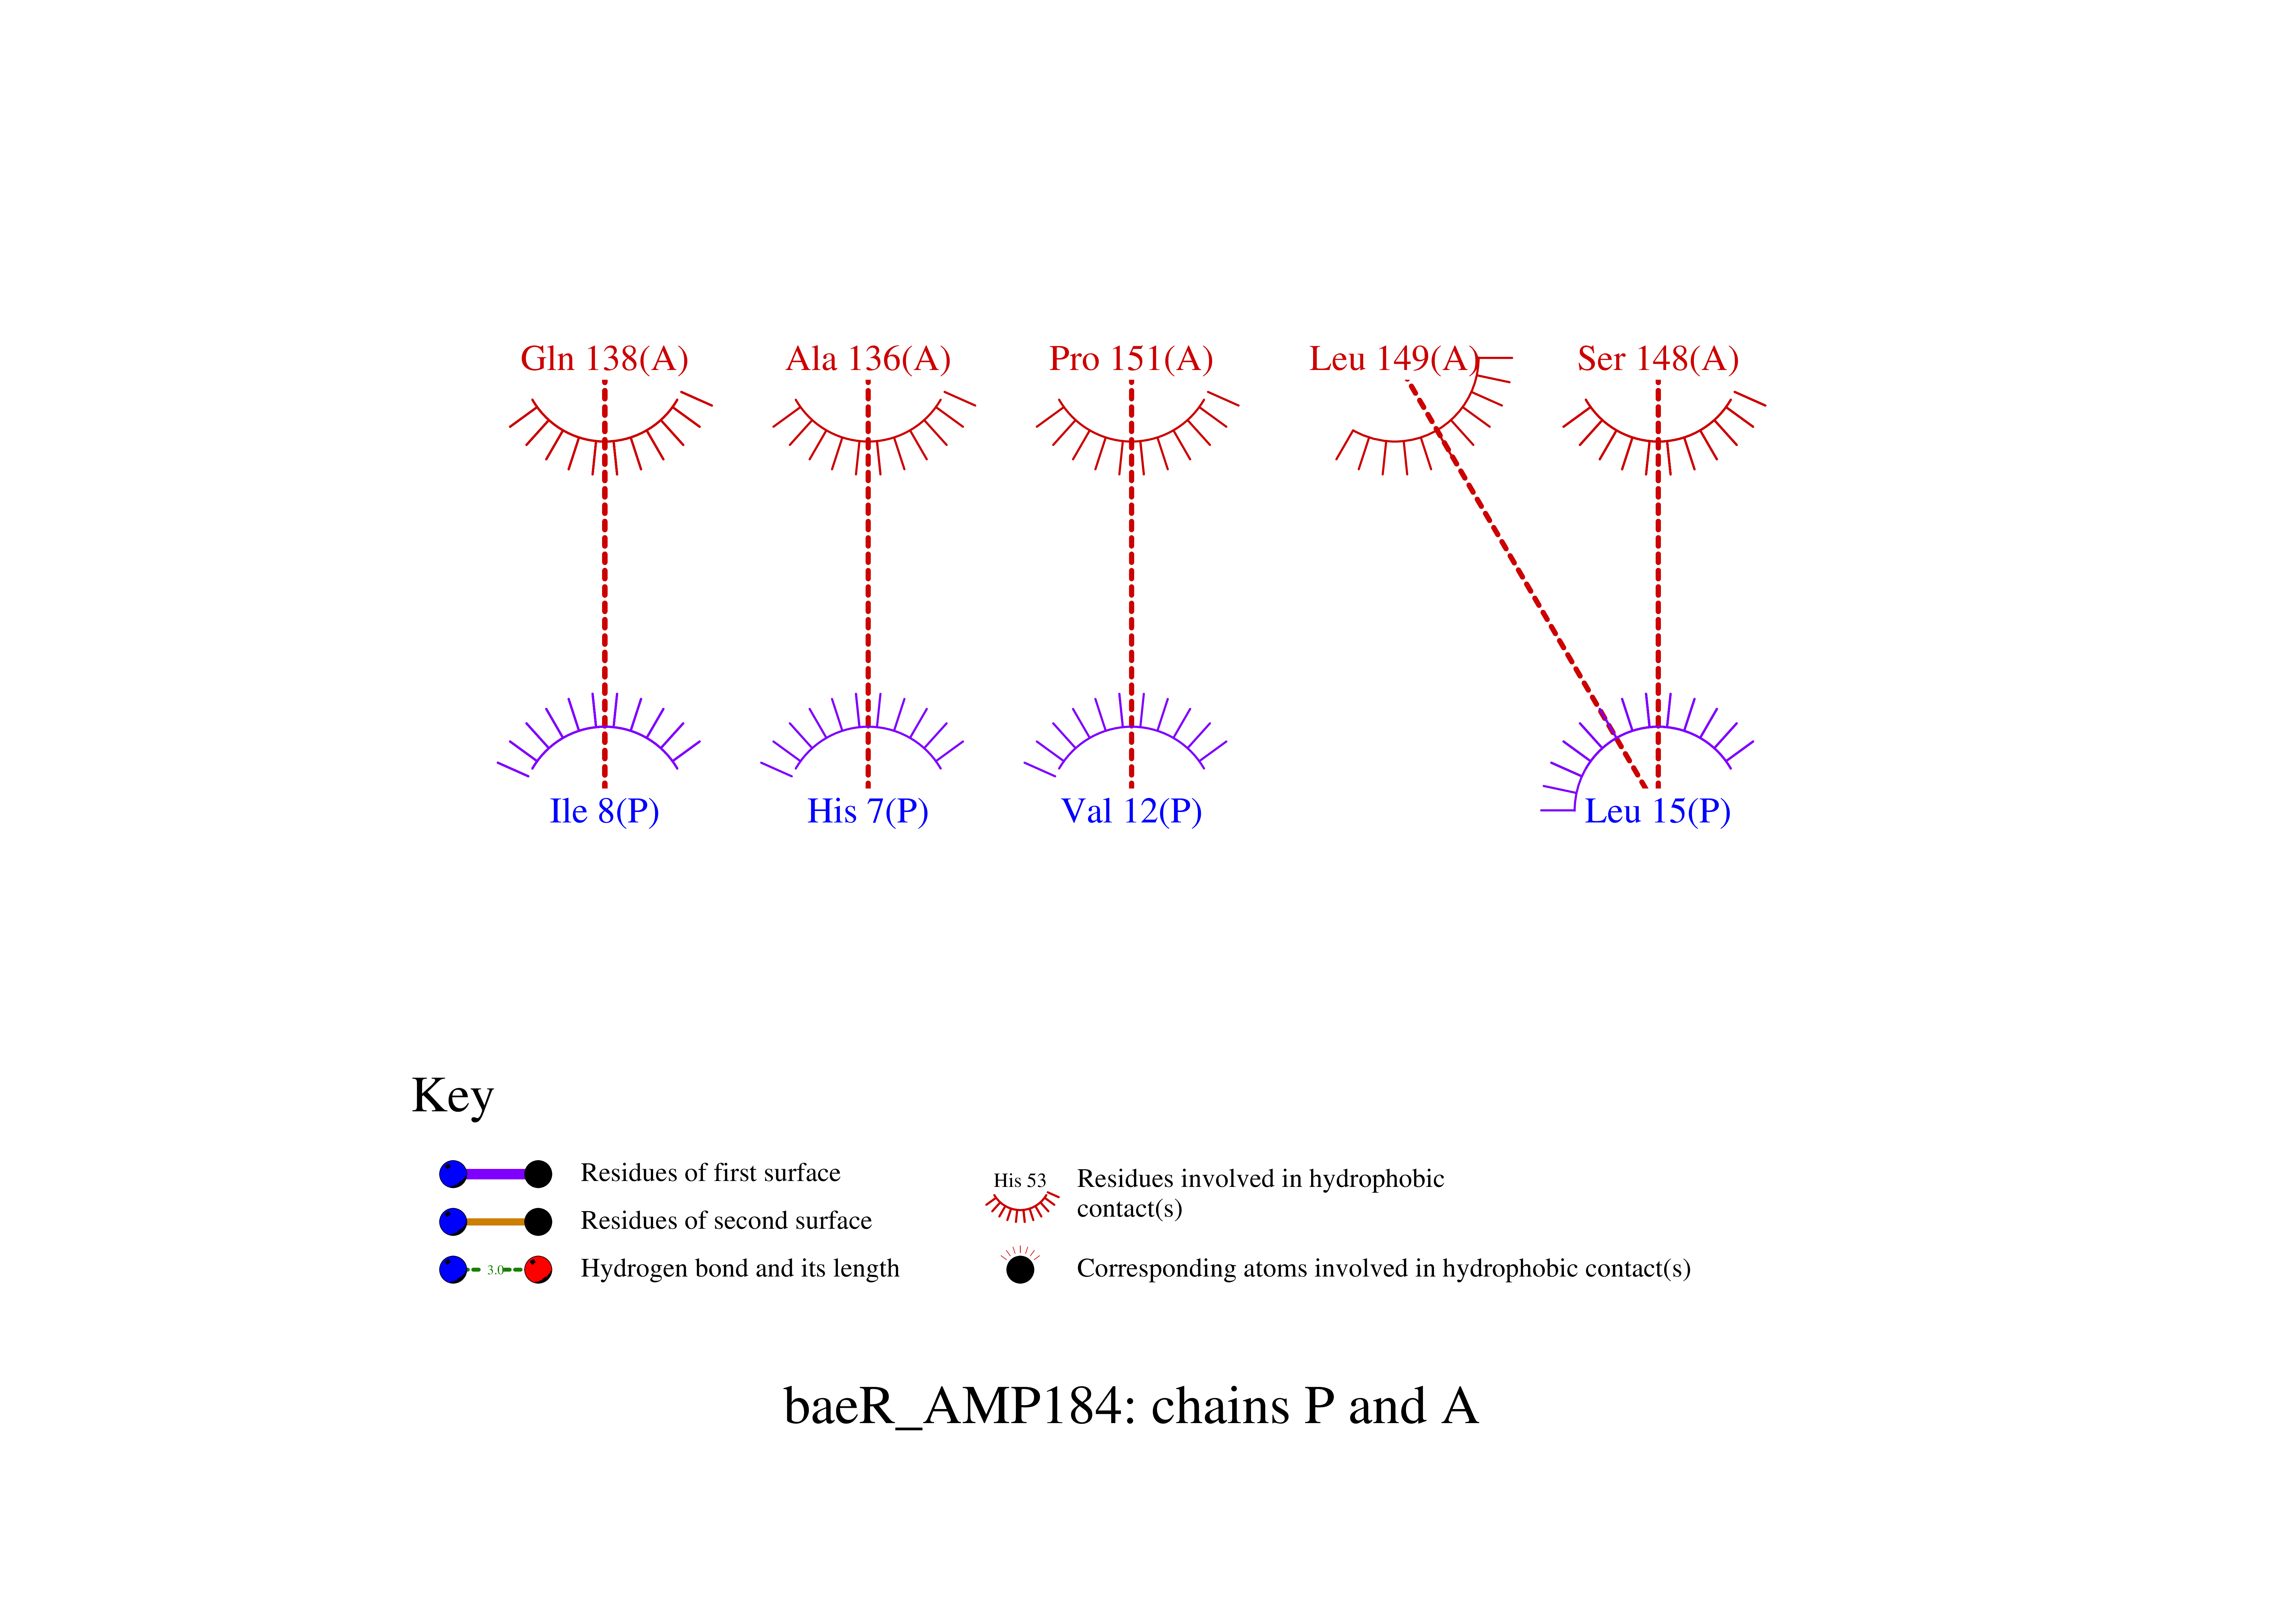 Gln 138(A) Ala 136(A) Pro 151(A) Leu 149(A) Ser 148(A)
Ile 8(P) His 7(P) Val 12(P) Leu 15(P)
Key
Residues of first surface
Residues of second surface
3.0 Hydrogen bond and its length
His 53 Residues involved in hydrophobic
contact(s)
Corresponding atoms involved in hydrophobic contact(s)
baeR_AMP184: chains P and A